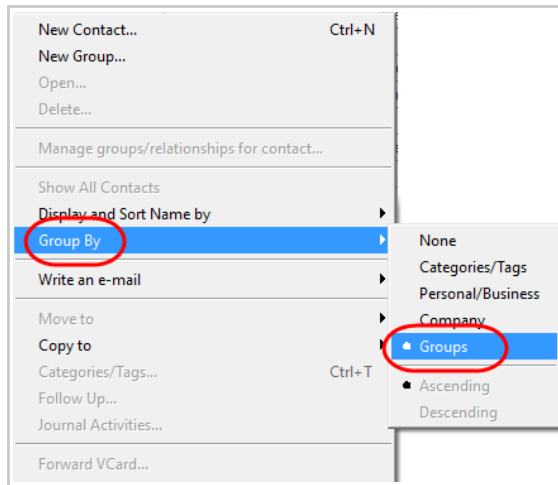 New Contact... Ctrl+N
New Group...
Open...
Delete...
Manage groups/relationships for contact...
Show All Contacts
Display and Sort Name by
Group By
Write an e-mail
Move to
Copy to
Categories/Tags... Ctrl+T
Follow Up...
Journal Activities...
Forward VCard...
None
Categories/Tags
Personal/Business
Company
Groups
Ascending
Descending